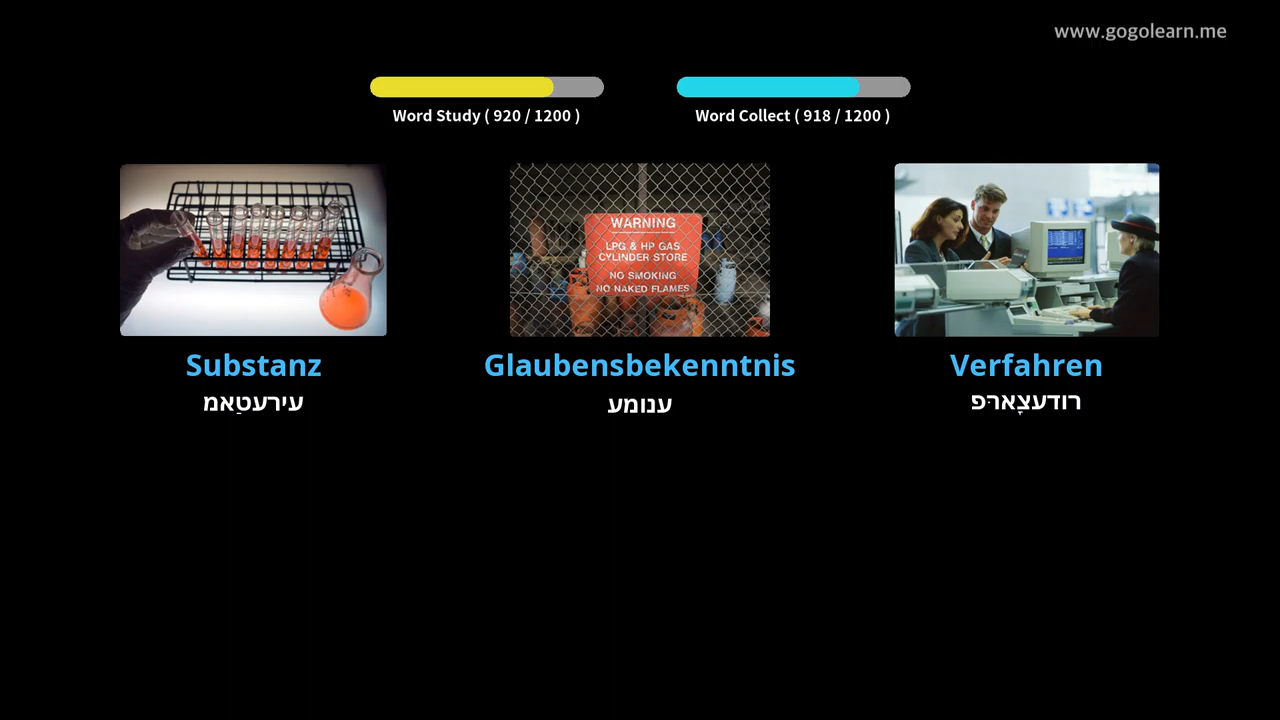 www.gogolearn.me
Word Study ( 920 / 1200 )
Word Collect ( 918 / 1200 )
WARNING
LPG & HP GAS
CYLINDER STORE
NO SMOKING
NO NAKED FLAMES
Substanz
עירעטַאמ
Glaubensbekenntnis
ענומע
Verfahren
רודעצָארּפ